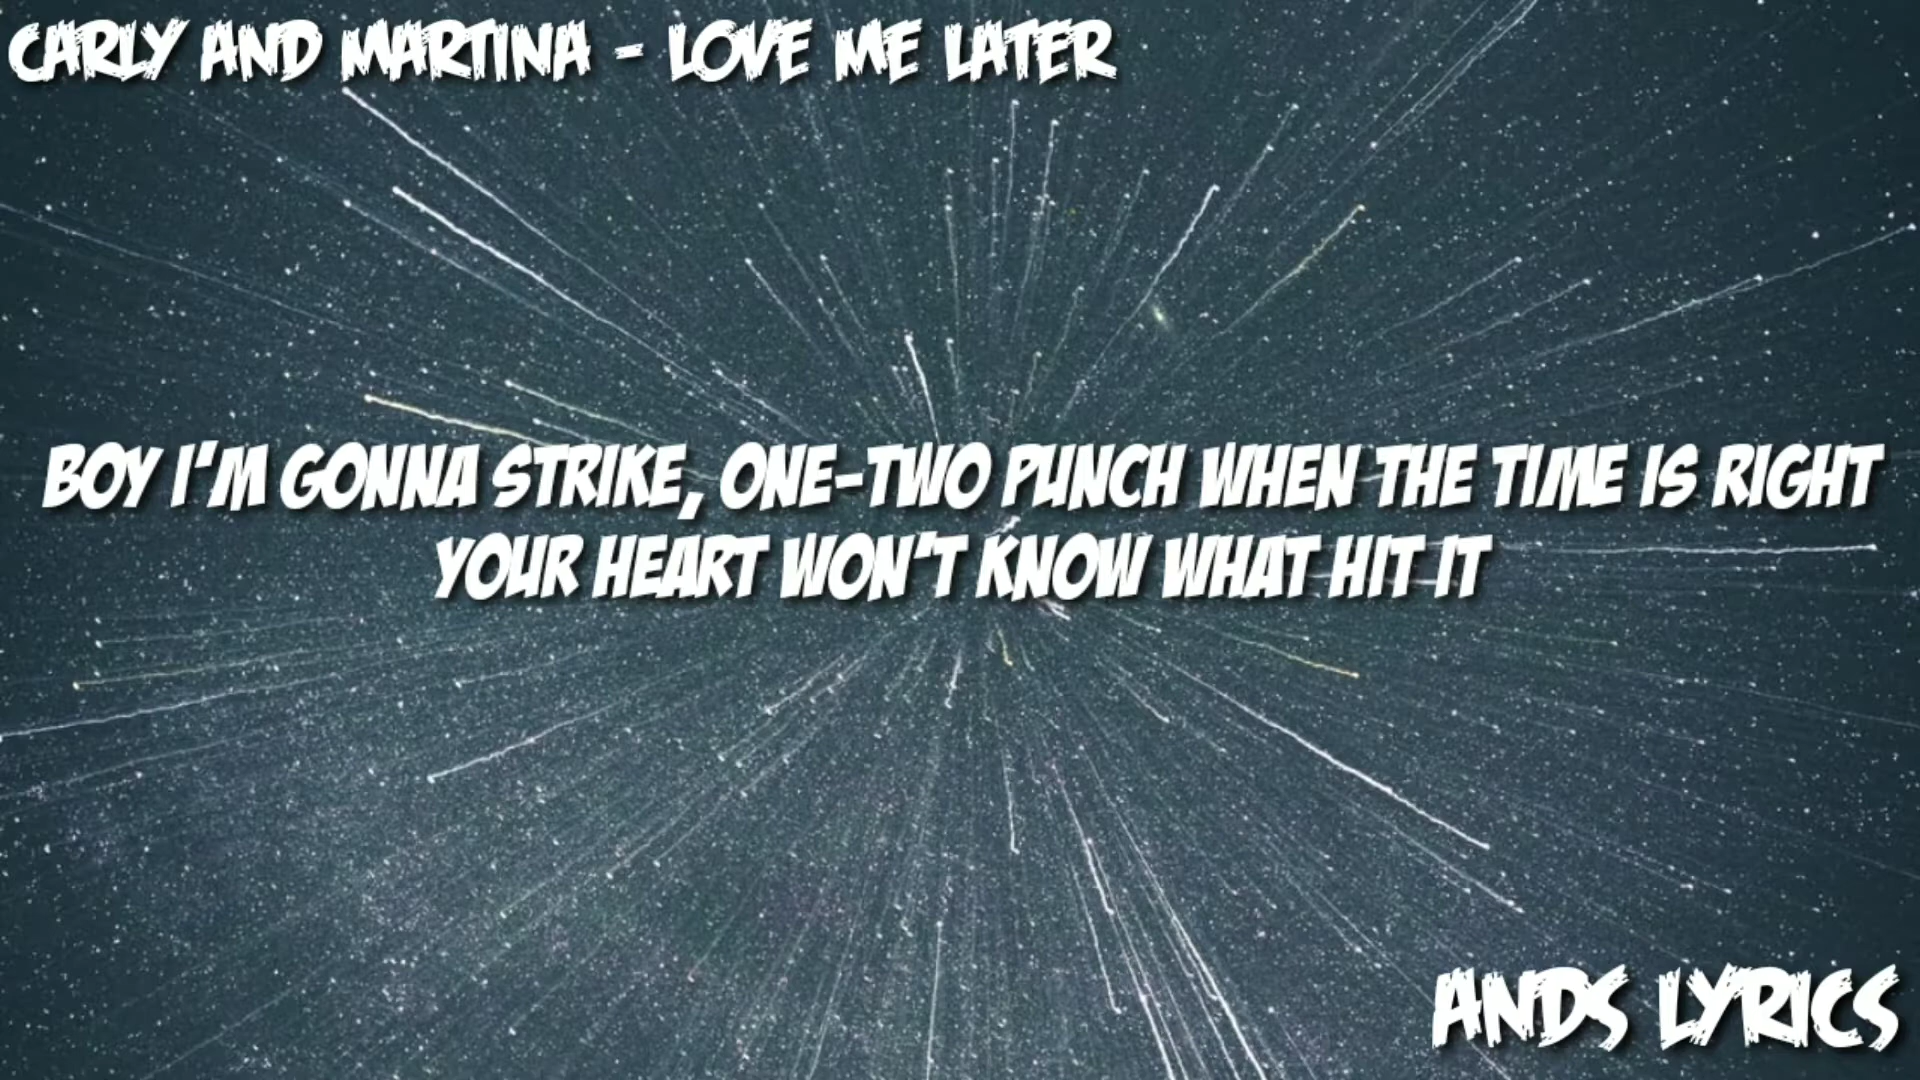 CARLY AND MARTINA - LOVE ME LATER
BOY I'M GONNA STRIKE, ONE-TWO PUNCH WHEN THE TIME IS RIGHT
YOUR HEART WON'T KNOW WHAT HIT IT
ANDS LYRICS